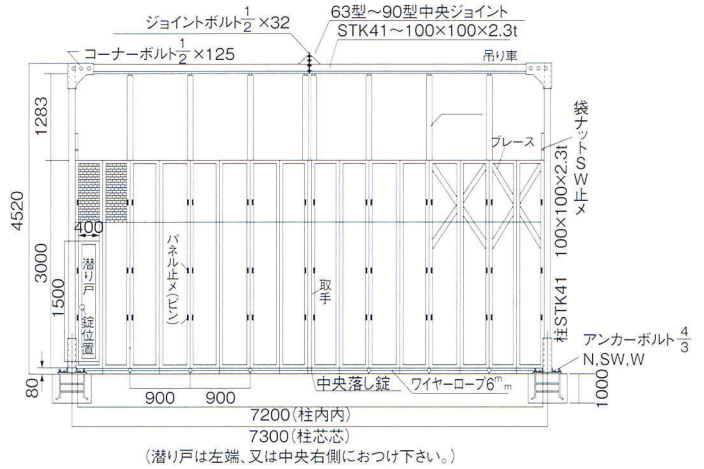 ジョイントボルト1/2×32
63型～90型中央ジョイント
STK41～100×100×2.3t
コーナーボルト1/2×125
吊り車
1283
ブレース
袋ナットSW止メ
4520
400
3000
1500
潜り戸
錠位置
パネル止メ(ピン)
取手
柱STK41 100×100×2.3t
アンカーボルト4/3
N,SW,W
80
中央落し錠
ワイヤーロープ6mm
1000
900
900
7200(柱内内)
7300(柱芯芯)
(潜り戸は左端、又は中央右側におつけ下さい。)